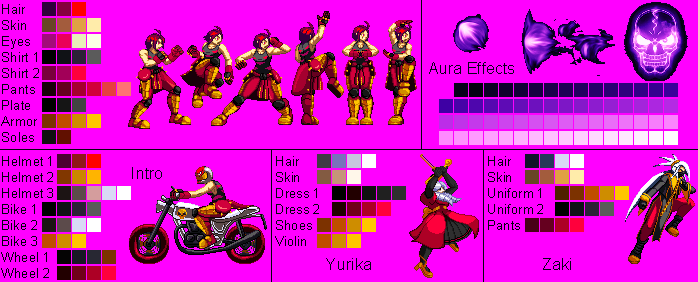 Hair
Skin
Eyes
Shirt 1
Shirt 2
Pants
Plate
Armor
Soles
Aura Effects
Helmet 1
Helmet 2
Helmet 3
Bike 1
Bike 2
Bike 3
Wheel 1
Wheel 2
Intro
Hair
Skin
Dress 1
Dress 2
Shoes
Violin
Yurika
Hair
Skin
Uniform 1
Uniform 2
Pants
Zaki